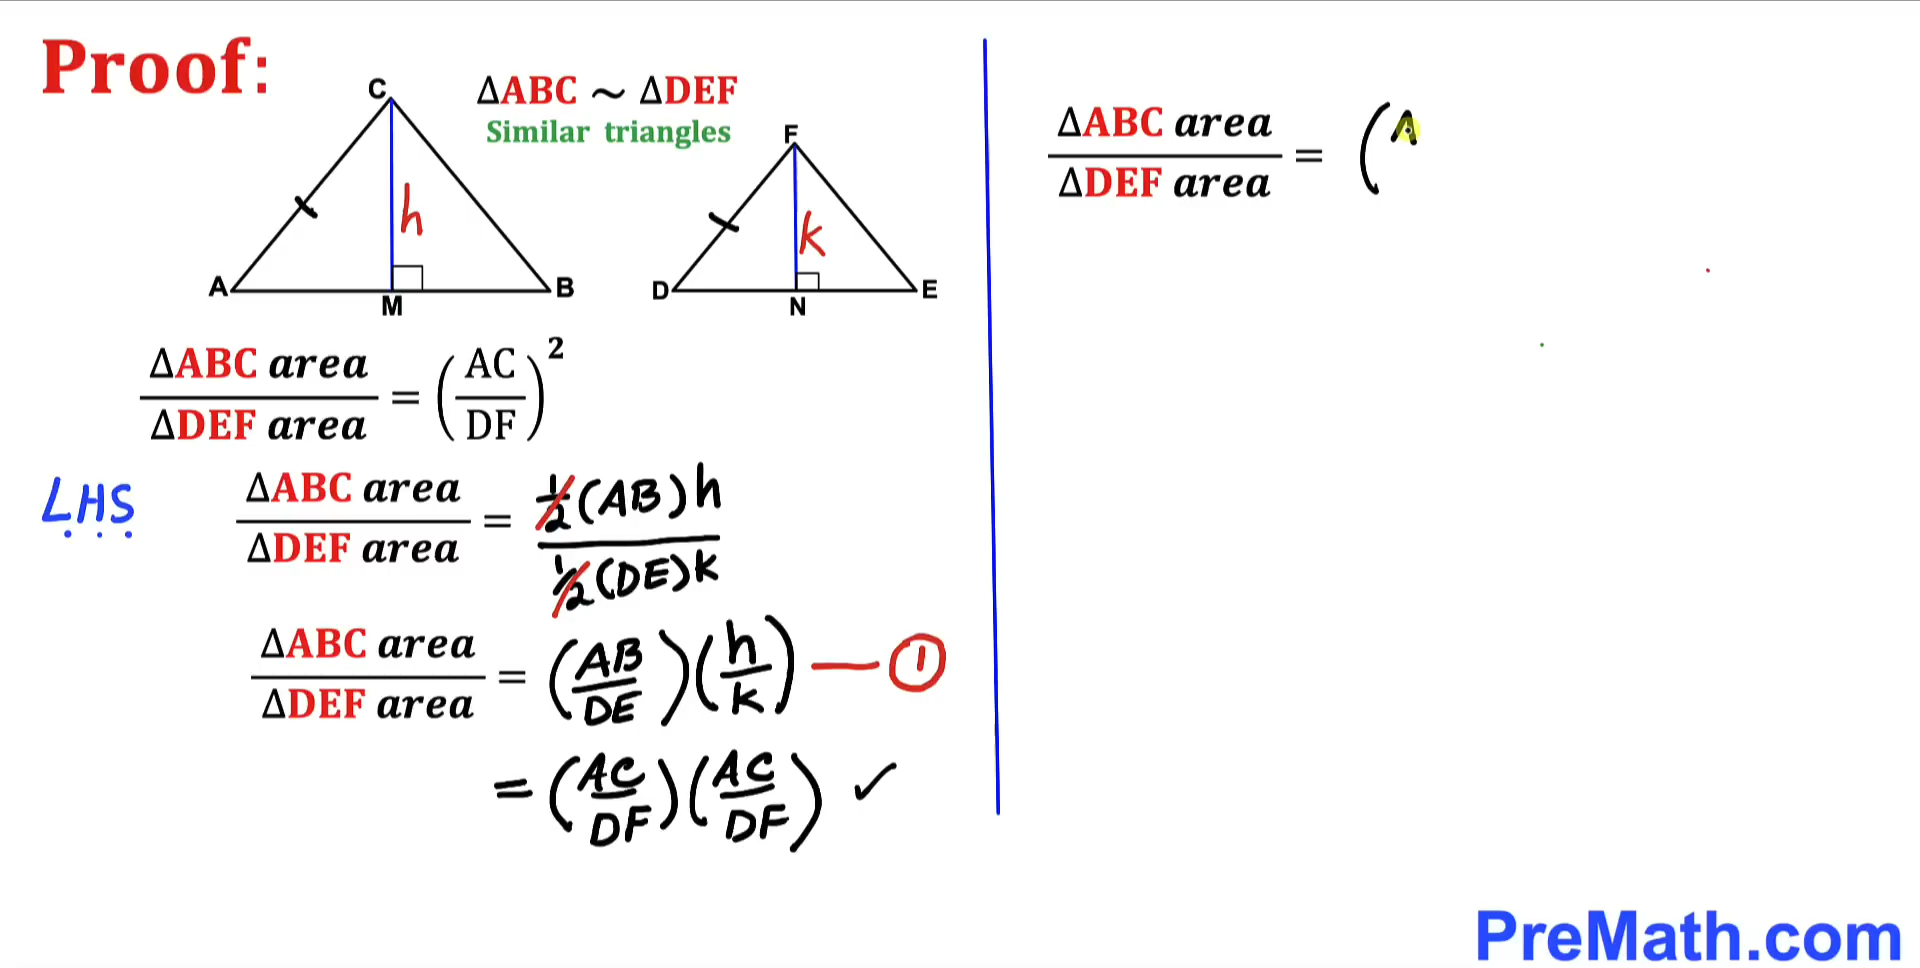 Proof:
ΔABC ~ ΔDEF
Similar triangles
C
h
A
M
B
F
k
D
N
E
ΔABC area / ΔDEF area = (AC / DF)²
LHS
ΔABC area / ΔDEF area = ½(AB)h / ½(DE)k
ΔABC area / ΔDEF area = (AB / DE)(h / k) — ①
= (AC / DF)(AC / DF) ✓
ΔABC area / ΔDEF area = (A
PreMath.com